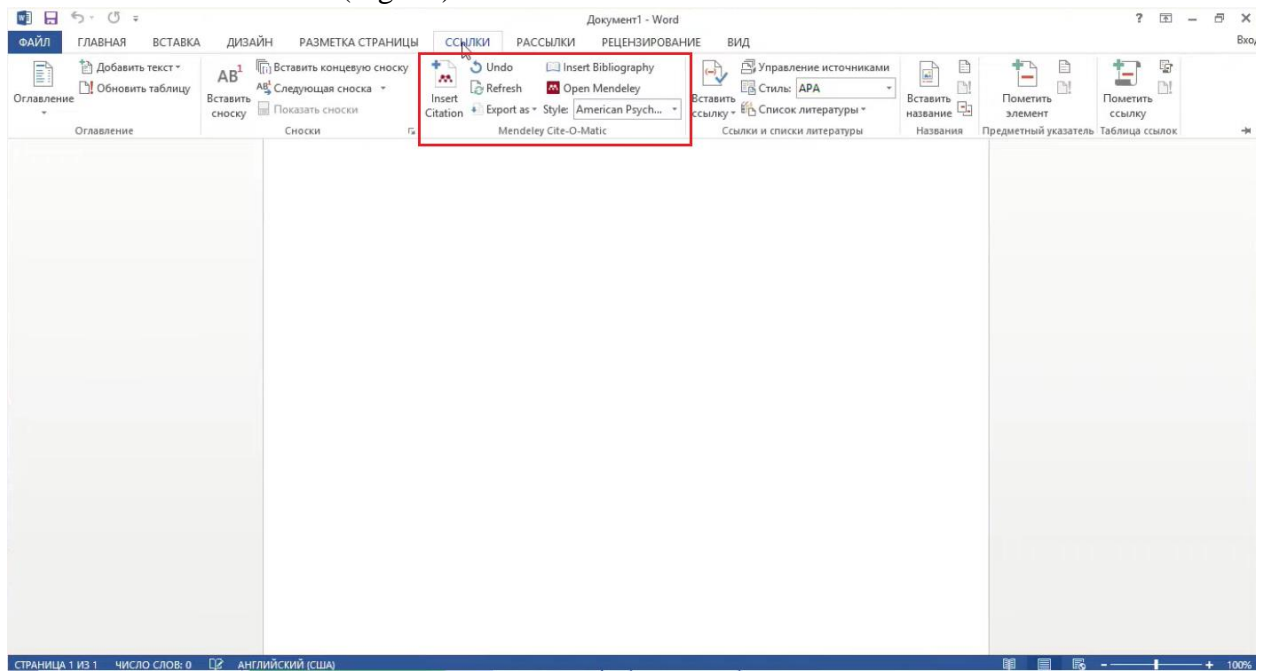 Документ1 - Word
ФАЙЛ ГЛАВНАЯ ВСТАВКА ДИЗАЙН РАЗМЕТКА СТРАНИЦЫ ССЫЛКИ РАССЫЛКИ РЕЦЕНЗИРОВАНИЕ ВИД
Оглавление
Добавить текст
Обновить таблицу
Оглавление
AB1
Вставить
сноску
Вставить концевую сноску
Следующая сноска
Показать сноски
Сноски
Insert
Citation
Undo
Refresh
Export as
Insert Bibliography
Open Mendeley
Style: American Psych...
Mendeley Cite-O-Matic
Вставить
ссылку
Управление источниками
Стиль: APA
Список литературы
Ссылки и списки литературы
Вставить
название
Названия
Пометить
элемент
Предметный указатель
Пометить
ссылку
Таблица ссылок
СТРАНИЦА 1 ИЗ 1 ЧИСЛО СЛОВ: 0 АНГЛИЙСКИЙ (США) 100%